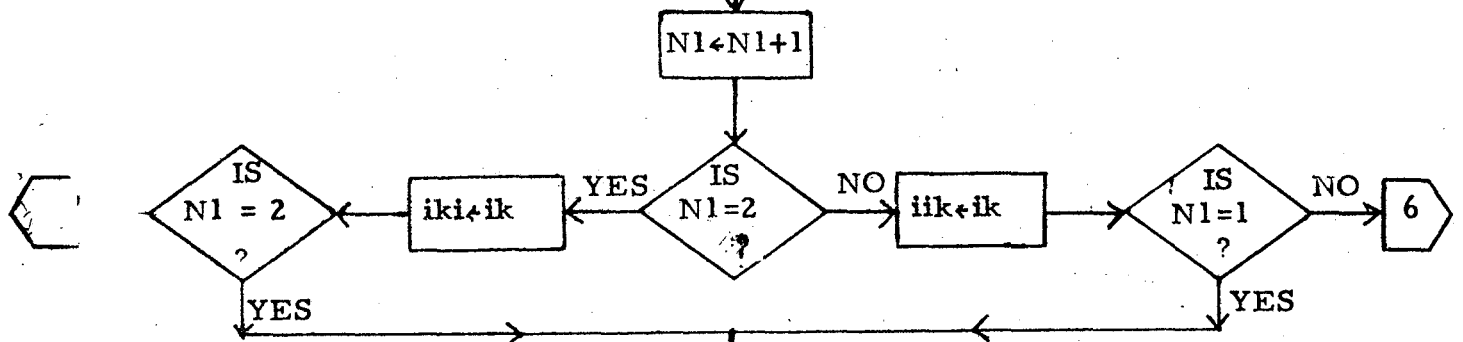 N1←N1+1
IS
N1 = 2
?
iki←ik
YES
IS
N1=2
?
NO
iik←ik
IS
N1=1
?
NO
6
YES
YES